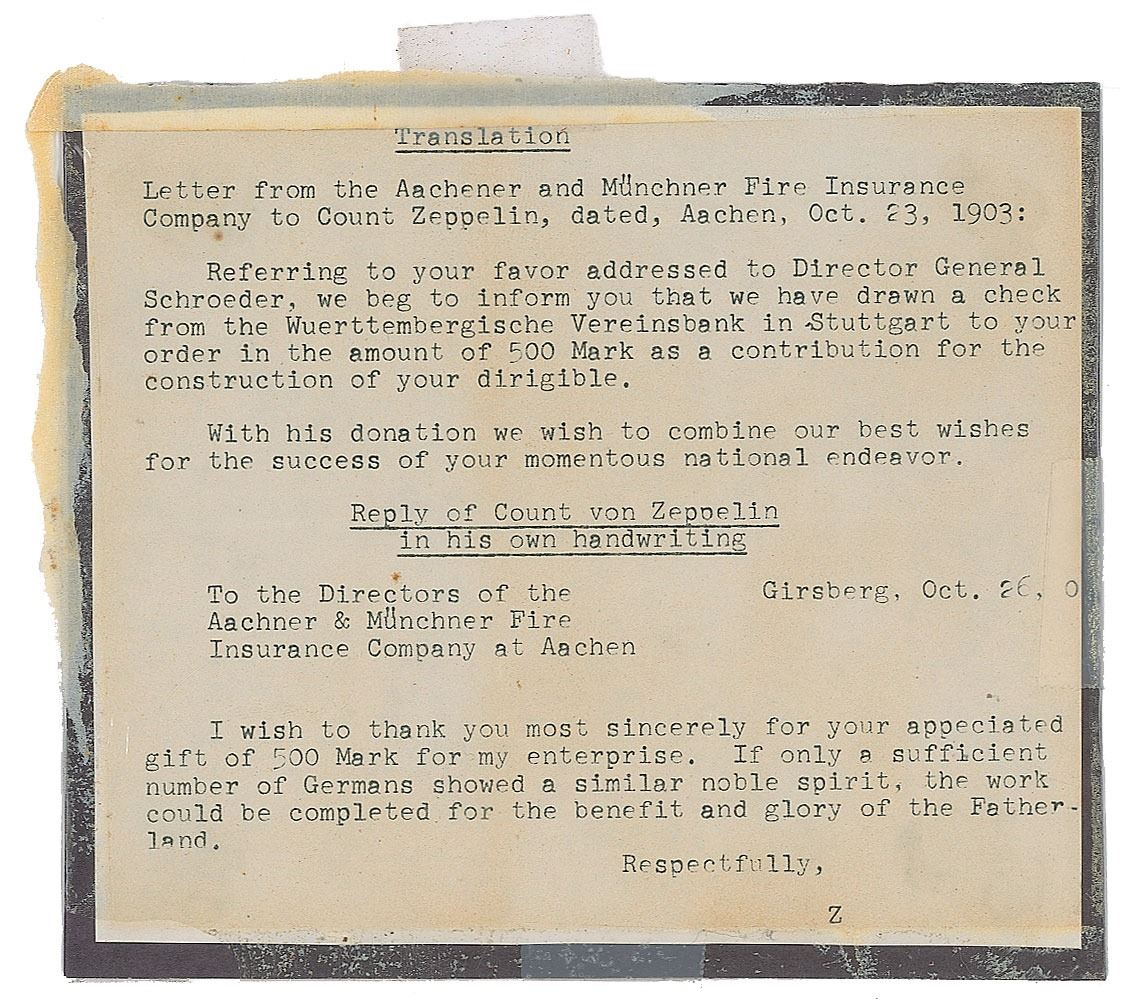 Translation
Letter from the Aachener and Münchner Fire Insurance
Company to Count Zeppelin, dated, Aachen, Oct. 23, 1903:
Referring to your favor addressed to Director General
Schroeder, we beg to inform you that we have drawn a check
from the Wuerttembergische Vereinsbank in Stuttgart to your
order in the amount of 500 Mark as a contribution for the
construction of your dirigible.
With his donation we wish to combine our best wishes
for the success of your momentous national endeavor.
Reply of Count von Zeppelin
in his own handwriting
To the Directors of the
Girsberg, Oct. 26, 0
Aachner & Münchner Fire
Insurance Company at Aachen
I wish to thank you most sincerely for your appeciated
gift of 500 Mark for my enterprise. If only a sufficient
number of Germans showed a similar noble spirit, the work
could be completed for the benefit and glory of the Father-
land.
Respectfully,
Z